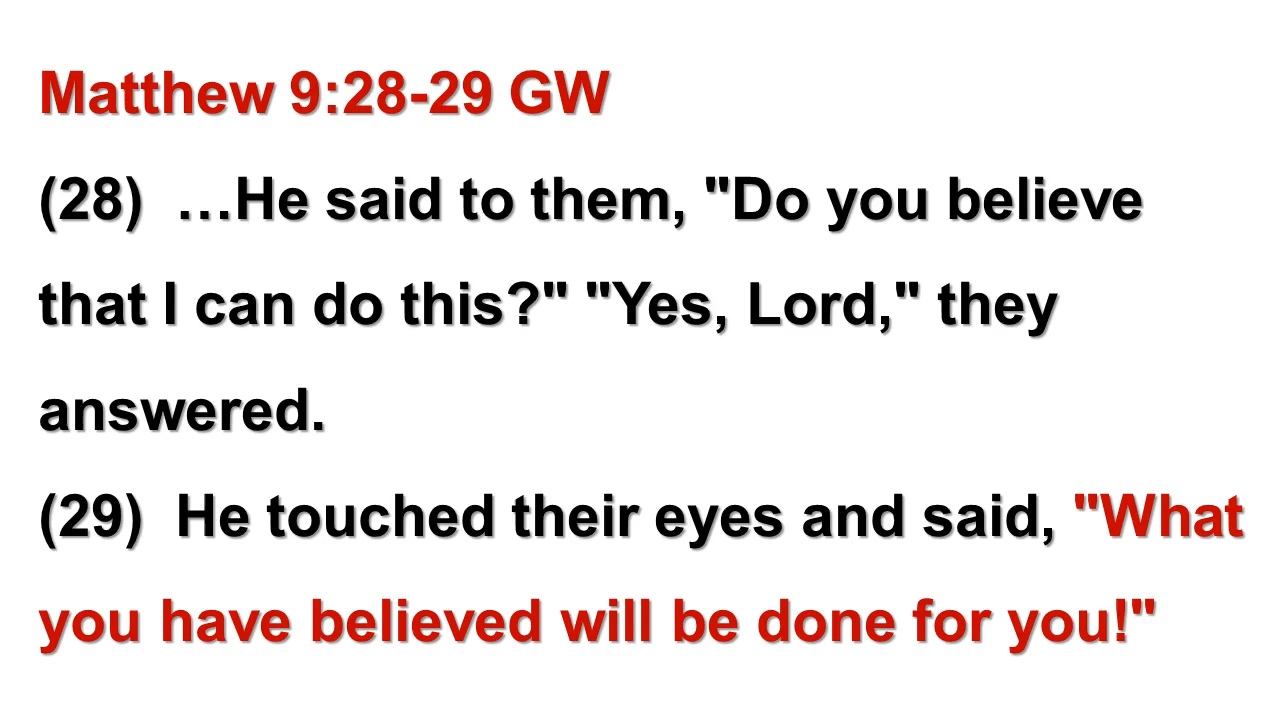 Matthew 9:28-29 GW
(28)  …He said to them, "Do you believe
that I can do this?" "Yes, Lord," they
answered.
(29)  He touched their eyes and said, "What
you have believed will be done for you!"